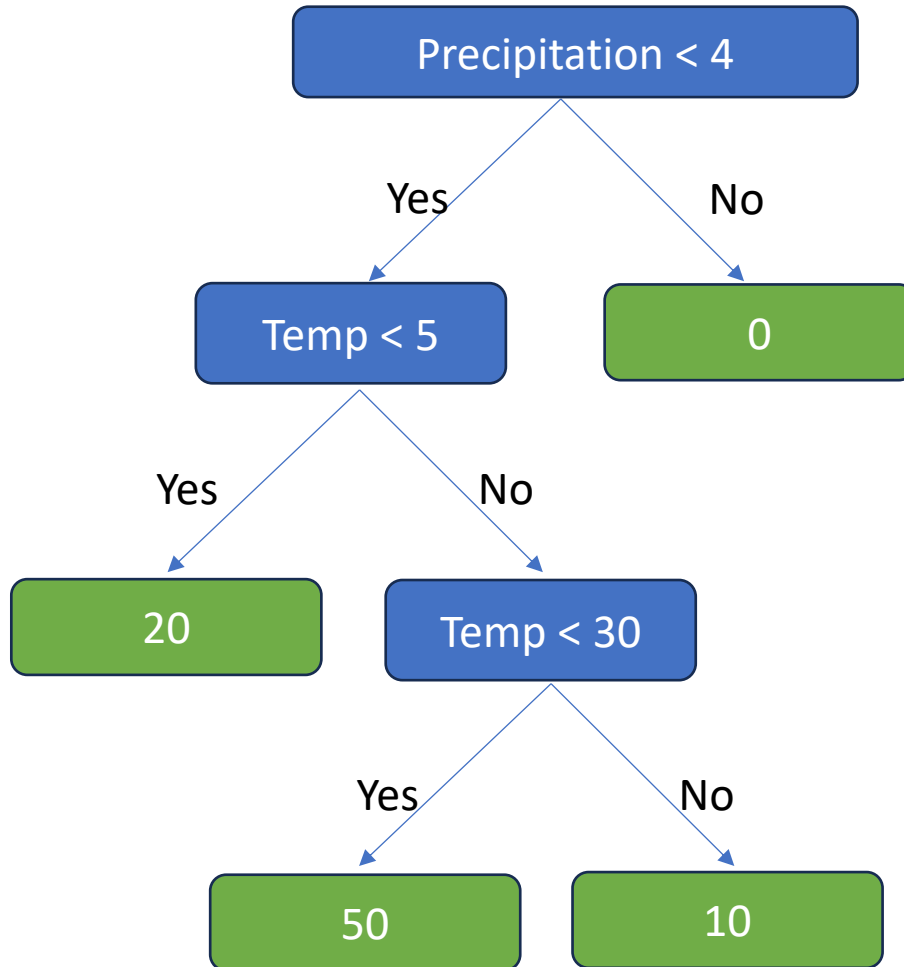 Precipitation < 4
Yes
No
Temp < 5
0
Yes
No
20
Temp < 30
Yes
No
50
10